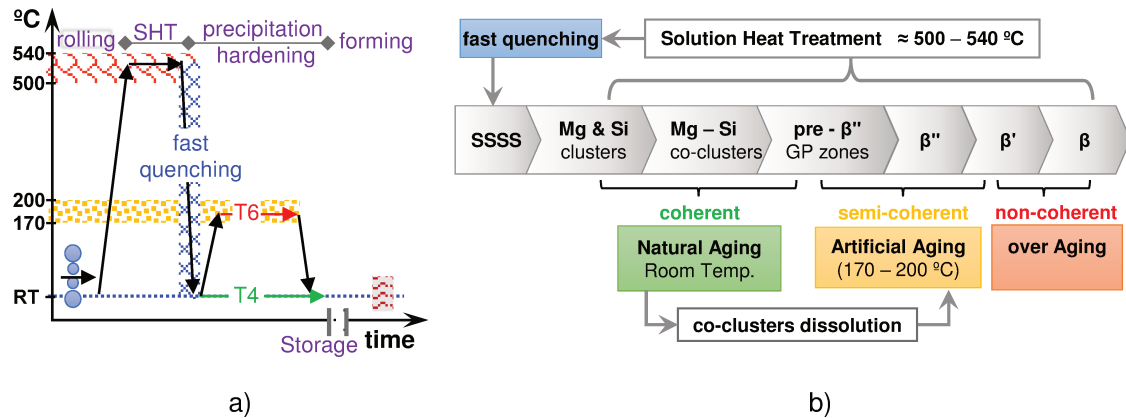 ºC
rolling
SHT
precipitation
hardening
forming
540
500
fast
quenching
200
170
T6
RT
T4
Storage
time
a)
fast quenching
Solution Heat Treatment ≈ 500 – 540 ºC
SSSS
Mg & Si
clusters
Mg – Si
co-clusters
pre - β"
GP zones
β"
β'
β
coherent
semi-coherent
non-coherent
Natural Aging
Room Temp.
Artificial Aging
(170 – 200 ºC)
over Aging
co-clusters dissolution
b)